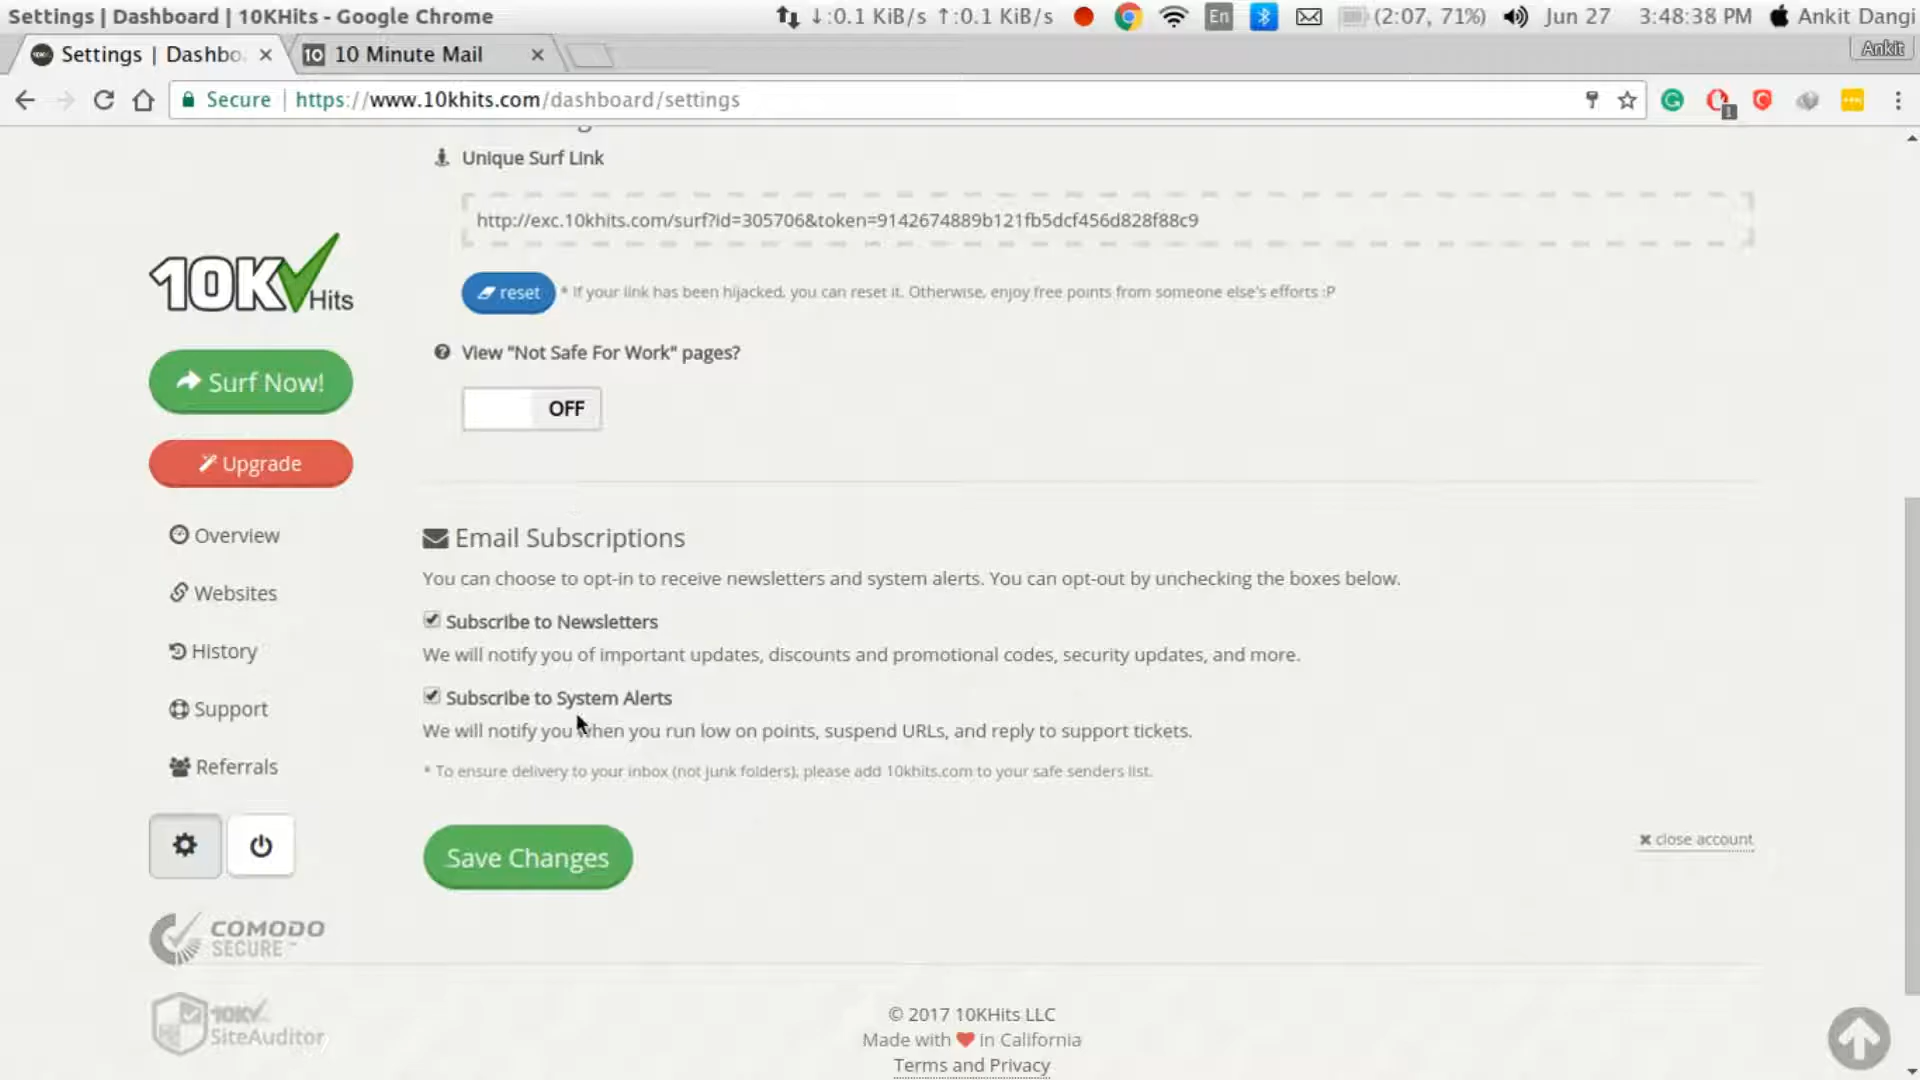 Settings | Dashboard | 10KHits - Google Chrome
↓:0.1 KiB/s ↑:0.1 KiB/s
En
(2:07, 71%)
Jun 27
3:48:38 PM
Ankit Dangi
Settings | Dashbo
10 10 Minute Mail
Ankit
Secure
https://www.10khits.com/dashboard/settings
1
Unique Surf Link
http://exc.10khits.com/surf?id=305706&token=9142674889b121fb5dcf456d828f88c9
reset
* If your link has been hijacked, you can reset it. Otherwise, enjoy free points from someone else's efforts :P
View "Not Safe For Work" pages?
OFF
10K Hits
Surf Now!
Upgrade
Overview
Websites
History
Support
Referrals
Email Subscriptions
You can choose to opt-in to receive newsletters and system alerts. You can opt-out by unchecking the boxes below.
Subscribe to Newsletters
We will notify you of important updates, discounts and promotional codes, security updates, and more.
Subscribe to System Alerts
We will notify you when you run low on points, suspend URLs, and reply to support tickets.
* To ensure delivery to your inbox (not junk folders), please add 10khits.com to your safe senders list.
Save Changes
close account
COMODO
SECURE™
10K
SiteAuditor
© 2017 10KHits LLC
Made with ❤ in California
Terms and Privacy